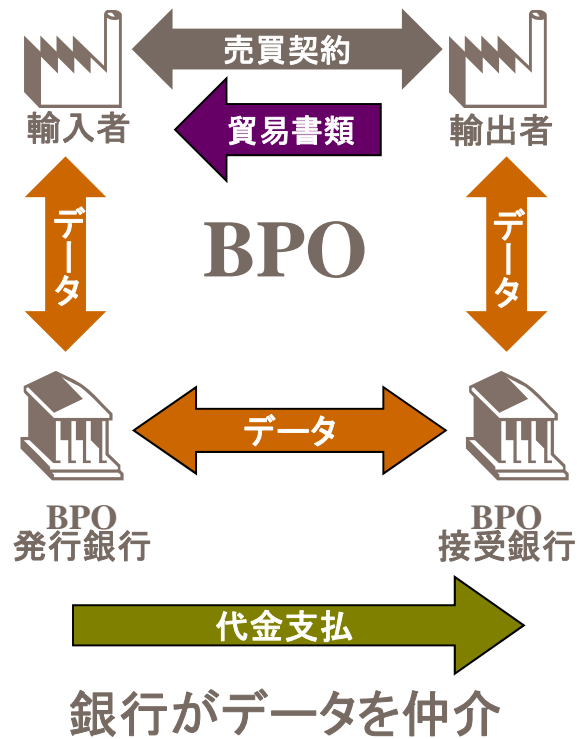 売買契約
輸入者
輸出者
貿易書類
データ
データ
BPO
データ
BPO
発行銀行
BPO
接受銀行
代金支払
銀行がデータを仲介